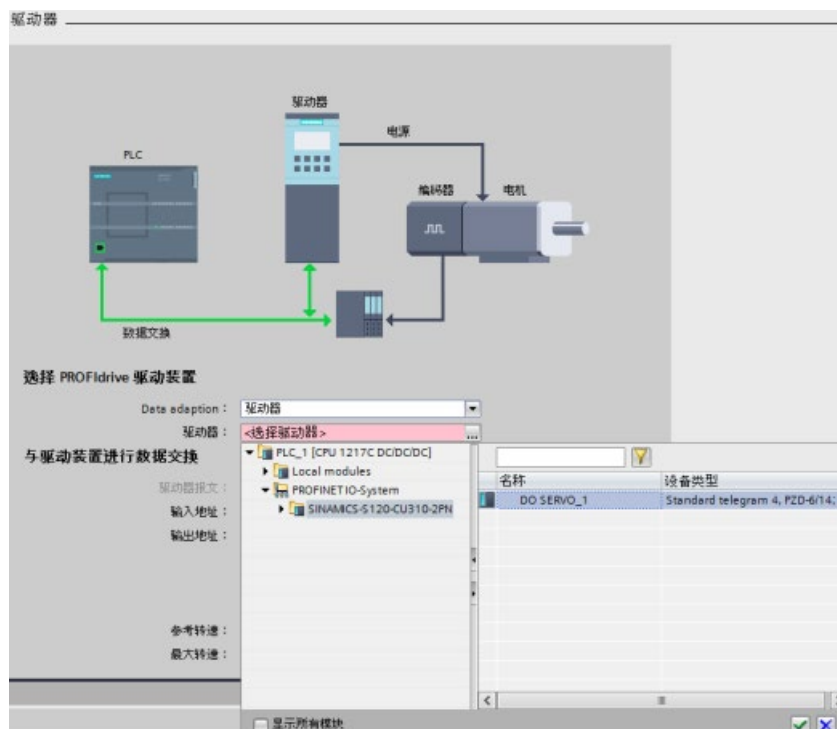 驱动器
驱动器
电源
PLC
编码器
电机
数据交换
选择 PROFIdrive 驱动装置
Data adaption：
驱动器
驱动器：
<选择驱动器>
...
与驱动装置进行数据交换
驱动器报文：
输入地址：
输出地址：
参考转速：
最大转速：
PLC_1 [CPU 1217C DC/DC/DC]
Local modules
PROFINET IO-System
SINAMICS-S120-CU310-2PN
名称
设备类型
DO SERVO_1
Standard telegram 4, PZD-6/14
显示所有模块